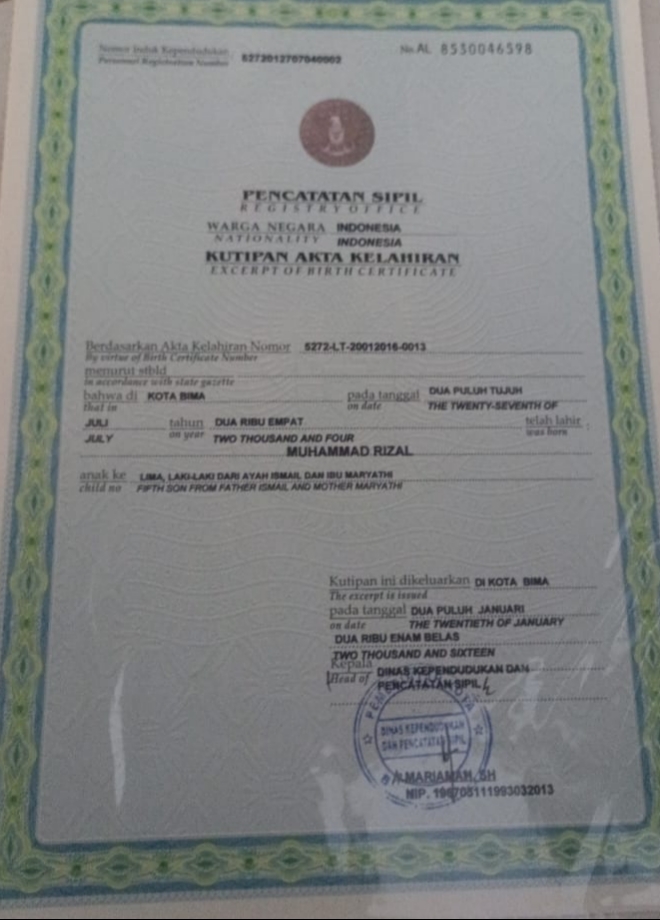 Nomor Induk Kependudukan
Personel Registration Number 5272012707040003
No. AL 8550046598
PENCATATAN SIPIL
REGISTRY OFFICE
WARGA NEGARA INDONESIA
NATIONALITY INDONESIA
KUTIPAN AKTA KELAHIRAN
EXCERPT OF BIRTH CERTIFICATE
Berdasarkan Akta Kelahiran Nomor 5272-LT-20012016-0013
By virtue of Birth Certificate Number
menurut stbld
in accordance with state gazette
bahwa di KOTA BIMA pada tanggal DUA PULUH TUJUH
that in on date THE TWENTY-SEVENTH OF
JULI tahun DUA RIBU EMPAT telah lahir :
JULY on year TWO THOUSAND AND FOUR was born
MUHAMMAD RIZAL
anak ke LIMA, LAKI-LAKI DARI AYAH ISMAIL DAN IBU MARYATHI
child no FIFTH SON FROM FATHER ISMAIL AND MOTHER MARYATHI
Kutipan ini dikeluarkan DI KOTA BIMA
The excerpt is issued
pada tanggal DUA PULUH JANUARI
on date THE TWENTIETH OF JANUARY
DUA RIBU ENAM BELAS
TWO THOUSAND AND SIXTEEN
Kepala DINAS KEPENDUDUKAN DAN
Head of PENCATATAN SIPIL
DINAS KEPENDUDUKAN
DAN PENCATATAN SIPIL
MARIAMAH, SH
NIP. 196708111993032013